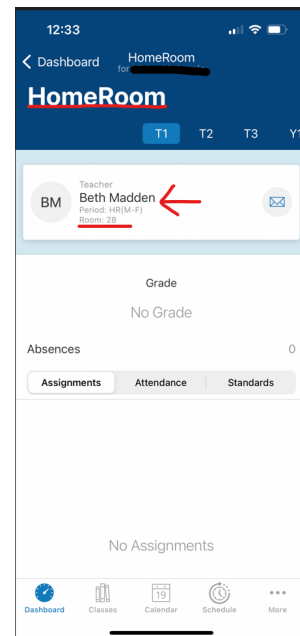 12:33
Dashboard
HomeRoom
for
HomeRoom
T1 T2 T3 Y1
BM
Teacher
Beth Madden
Period: HR(M-F)
Room: 28
Grade
No Grade
Absences 0
Assignments Attendance Standards
No Assignments
19
Dashboard Classes Calendar Schedule More